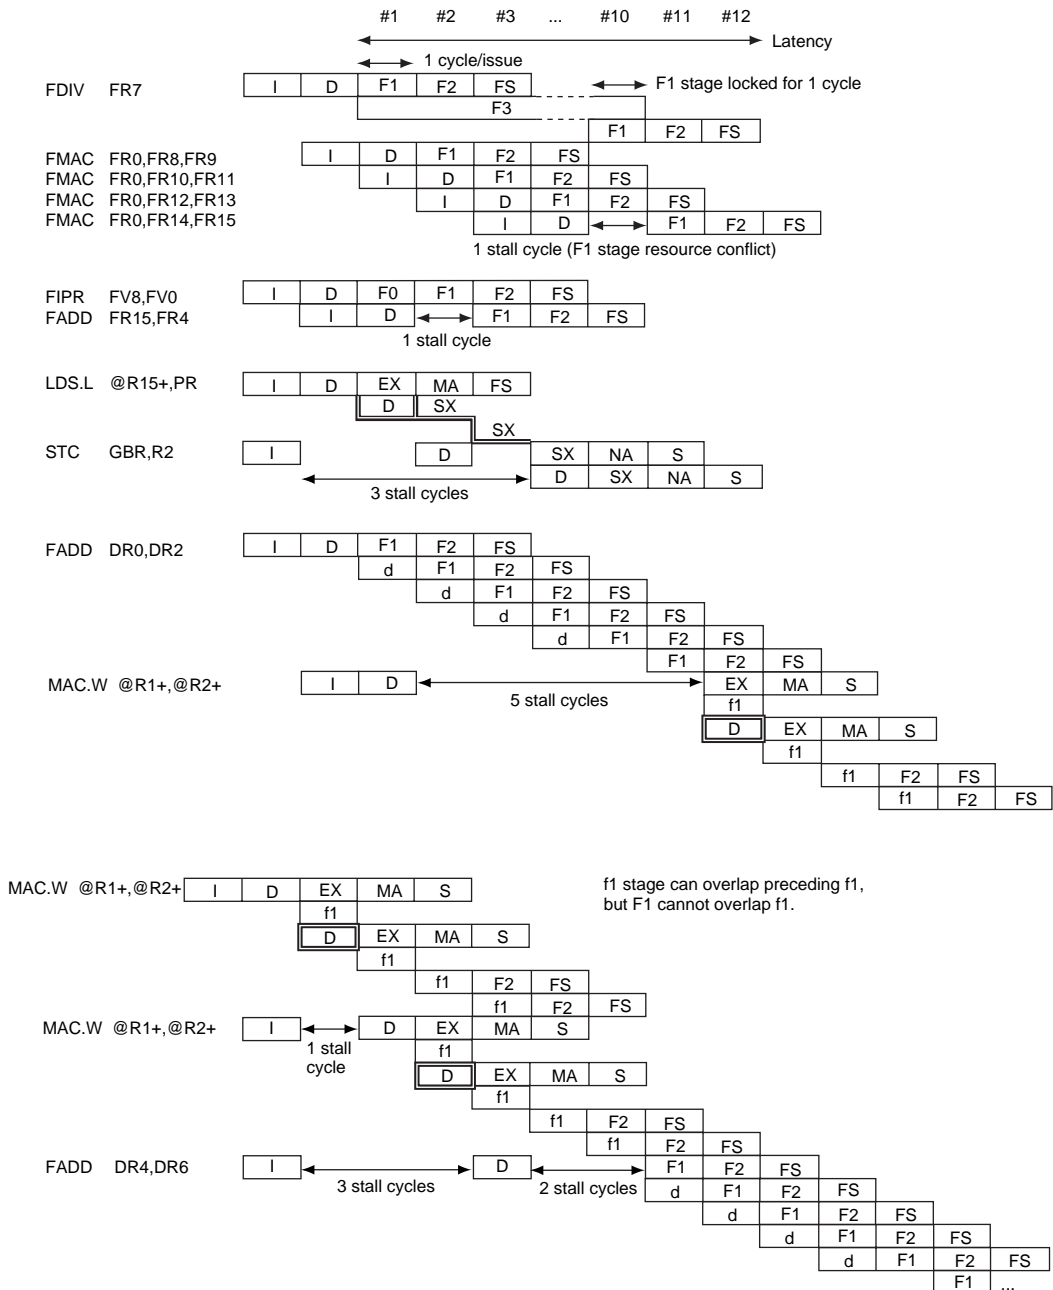 #1 #2 #3 ... #10 #11 #12
Latency
1 cycle/issue
F1 stage locked for 1 cycle
FDIV FR7 I D F1 F2 FS
F3
F1 F2 FS
FMAC FR0,FR8,FR9 I D F1 F2 FS
FMAC FR0,FR10,FR11 I D F1 F2 FS
FMAC FR0,FR12,FR13 I D F1 F2 FS
FMAC FR0,FR14,FR15 I D F1 F2 FS
1 stall cycle (F1 stage resource conflict)
FIPR FV8,FV0 I D F0 F1 F2 FS
FADD FR15,FR4 I D F1 F2 FS
1 stall cycle
LDS.L @R15+,PR I D EX MA FS
D SX
SX
STC GBR,R2 I D SX NA S
D SX NA S
3 stall cycles
FADD DR0,DR2 I D F1 F2 FS
d F1 F2 FS
d F1 F2 FS
d F1 F2 FS
d F1 F2 FS
F1 F2 FS
MAC.W @R1+,@R2+ I D EX MA S
5 stall cycles
f1
D EX MA S
f1
f1 F2 FS
f1 F2 FS
MAC.W @R1+,@R2+ I D EX MA S
f1 stage can overlap preceding f1,
but F1 cannot overlap f1.
f1
D EX MA S
f1
f1 F2 FS
f1 F2 FS
MAC.W @R1+,@R2+ I D EX MA S
1 stall
cycle
f1
D EX MA S
f1
f1 F2 FS
f1 F2 FS
FADD DR4,DR6 I D F1 F2 FS
3 stall cycles 2 stall cycles
d F1 F2 FS
d F1 F2 FS
d F1 F2 FS
d F1 F2 FS
F1 ...